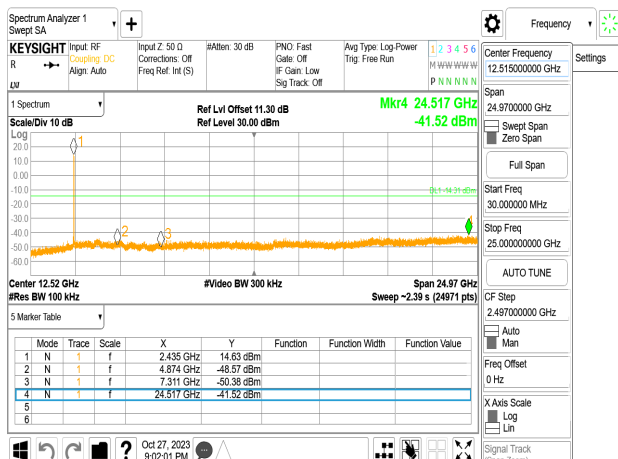 Spectrum Analyzer 1
Swept SA
Frequency
KEYSIGHT
R
Input: RF
Coupling: DC
Align: Auto
Input Z: 50 Ω
Corrections: Off
Freq Ref: Int (S)
#Atten: 30 dB
PNO: Fast
Gate: Off
IF Gain: Low
Sig Track: Off
Avg Type: Log-Power
Trig: Free Run
1 2 3 4 5 6
M W W W W W
P N N N N N
Settings
1 Spectrum
Scale/Div 10 dB
Ref Lvl Offset 11.30 dB
Ref Level 30.00 dBm
Mkr4 24.517 GHz
-41.52 dBm
Log
20.0
10.0
0.00
-10.0
-20.0
-30.0
-40.0
-50.0
-60.0
1
2
3
Center 12.52 GHz
#Res BW 100 kHz
#Video BW 300 kHz
Span 24.97 GHz
Sweep ~2.39 s (24971 pts)
5 Marker Table
Mode Trace Scale X Y Function Function Width Function Value
1 N 1 f 2.435 GHz 14.63 dBm
2 N 1 f 4.874 GHz -48.57 dBm
3 N 1 f 7.311 GHz -50.38 dBm
4 N 1 f 24.517 GHz -41.52 dBm
5
6
Oct 27, 2023
9:02:01 PM
Center Frequency
12.515000000 GHz
Span
24.9700000 GHz
Swept Span
Zero Span
Full Span
Start Freq
30.000000 MHz
Stop Freq
25.000000000 GHz
AUTO TUNE
CF Step
2.497000000 GHz
Auto
Man
Freq Offset
0 Hz
X Axis Scale
Log
Lin
Signal Track